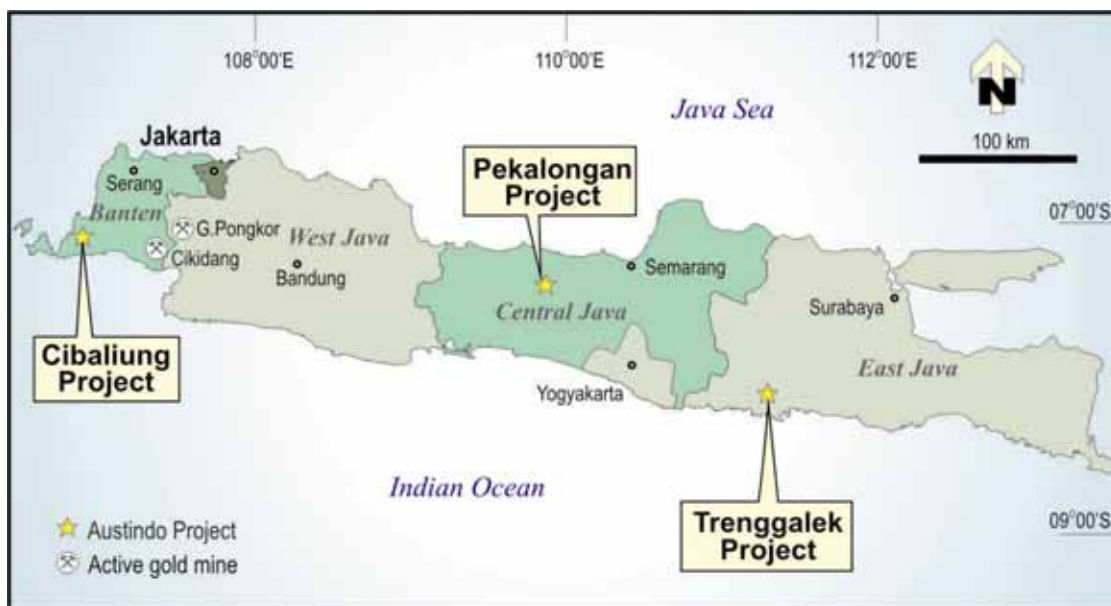 108°00'E
110°00'E
112°00'E
N
100 km
Java Sea
Jakarta
Serang
Banten
G.Pongkor
Cikidang
West Java
Bandung
Pekalongan
Project
07°00'S
Semarang
Central Java
Surabaya
Yogyakarta
East Java
Cibaliung
Project
Indian Ocean
Trenggalek
Project
09°00'S
Austindo Project
Active gold mine